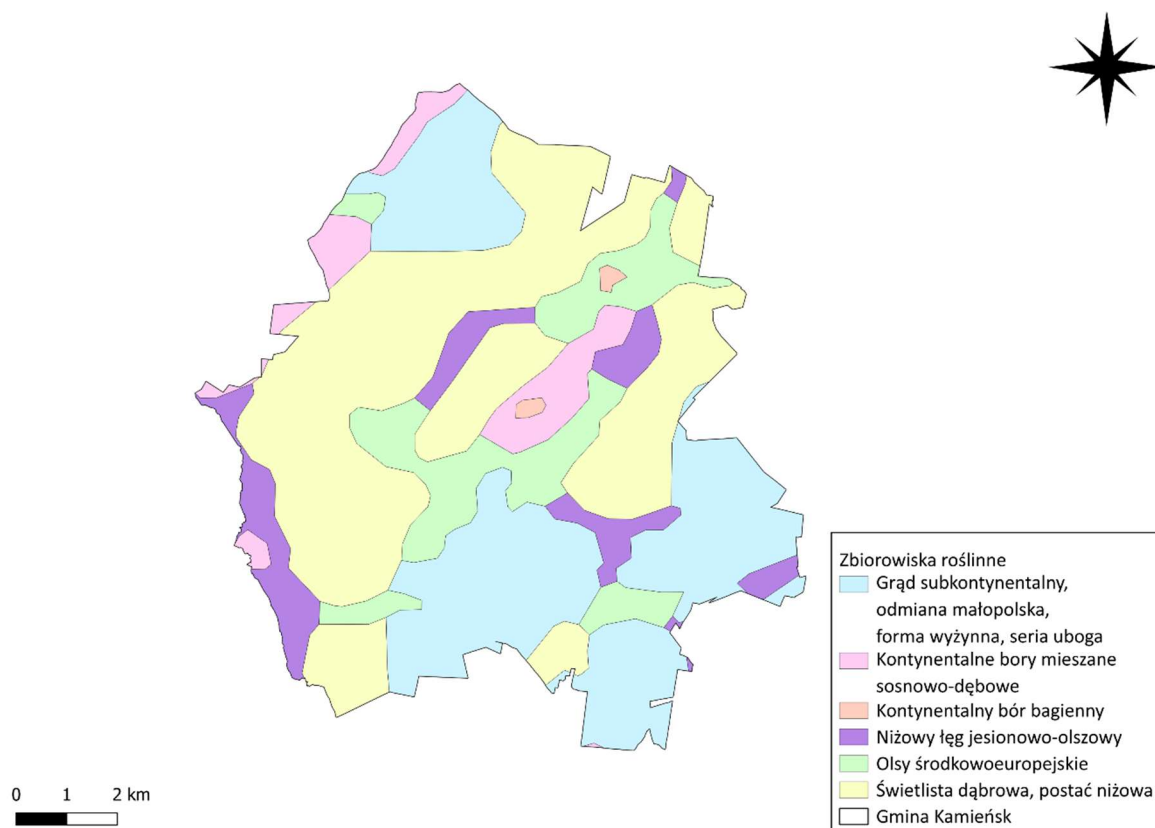 Zbiorowiska roślinne
Grąd subkontynentalny,
odmiana małopolska,
forma wyżynna, seria uboga
Kontynentalne bory mieszane
sosnowo-dębowe
Kontynentalny bór bagienny
Niżowy łęg jesionowo-olszowy
Olsy środkowoeuropejskie
Świetlista dąbrowa, postać niżowa
Gmina Kamieńsk
0 1 2 km